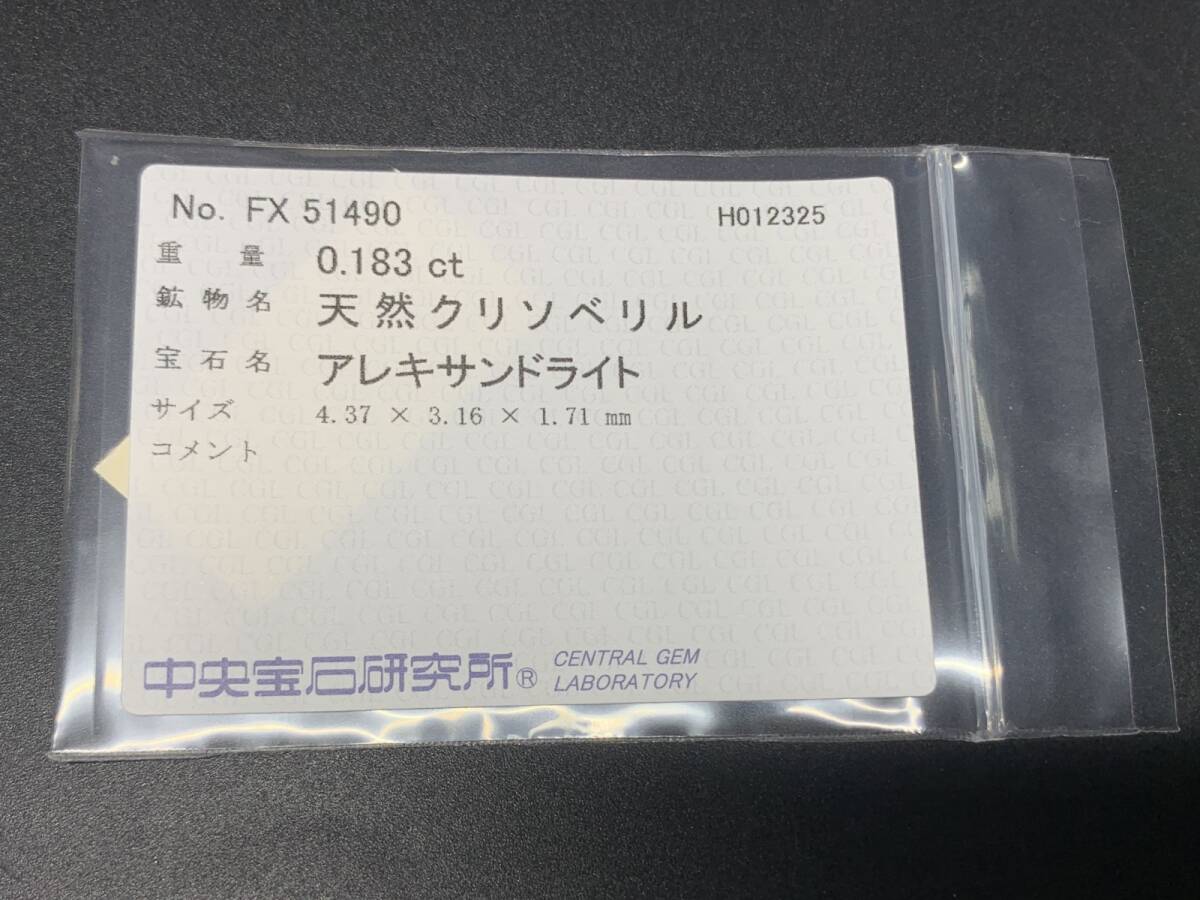 No. FX 51490 H012325
重量 0.183 ct
鉱物名 天然クリソベリル
宝石名 アレキサンドライト
サイズ 4.37 × 3.16 × 1.71 ㎜
コメント
中央宝石研究所® CENTRAL GEM
LABORATORY